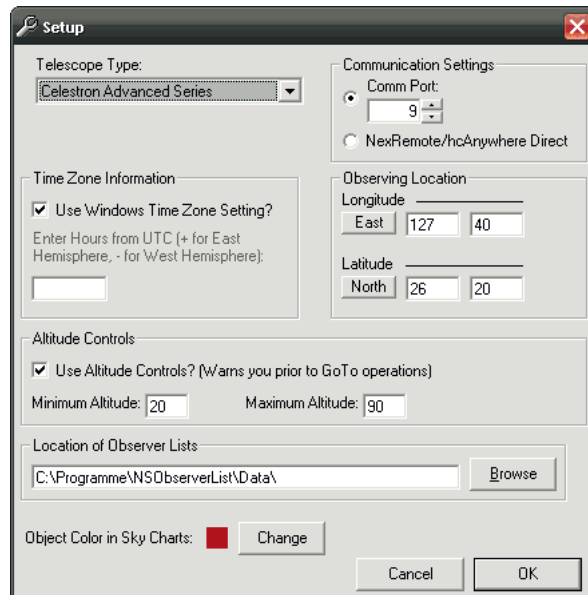 Setup
Telescope Type:
Celestron Advanced Series
Communication Settings
Comm Port:
9
NexRemote/hcAnywhere Direct
Time Zone Information
Use Windows Time Zone Setting?
Enter Hours from UTC (+ for East
Hemisphere, - for West Hemisphere):
Observing Location
Longitude
East 127 40
Latitude
North 26 20
Altitude Controls
Use Altitude Controls? (Warns you prior to GoTo operations)
Minimum Altitude: 20 Maximum Altitude: 90
Location of Observer Lists
C:\Programme\NSObserverList\Data\ Browse
Object Color in Sky Charts: Change
Cancel OK